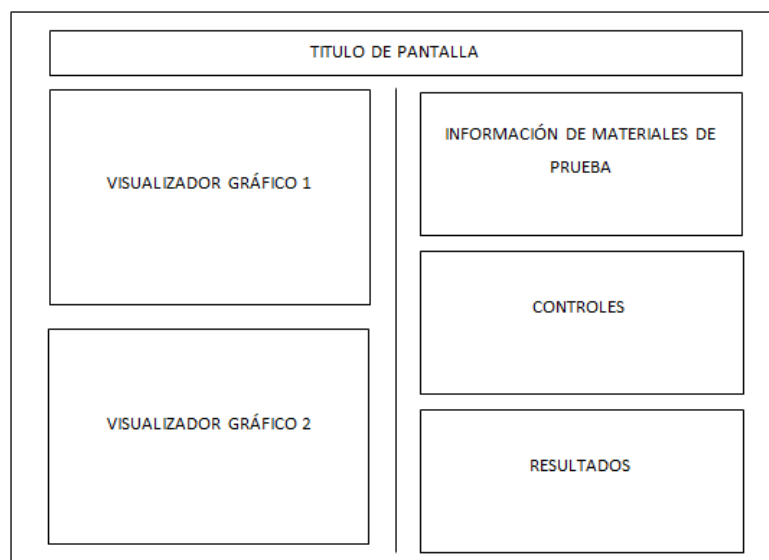 TITULO DE PANTALLA
VISUALIZADOR GRÁFICO 1
VISUALIZADOR GRÁFICO 2
INFORMACIÓN DE MATERIALES DE
PRUEBA
CONTROLES
RESULTADOS